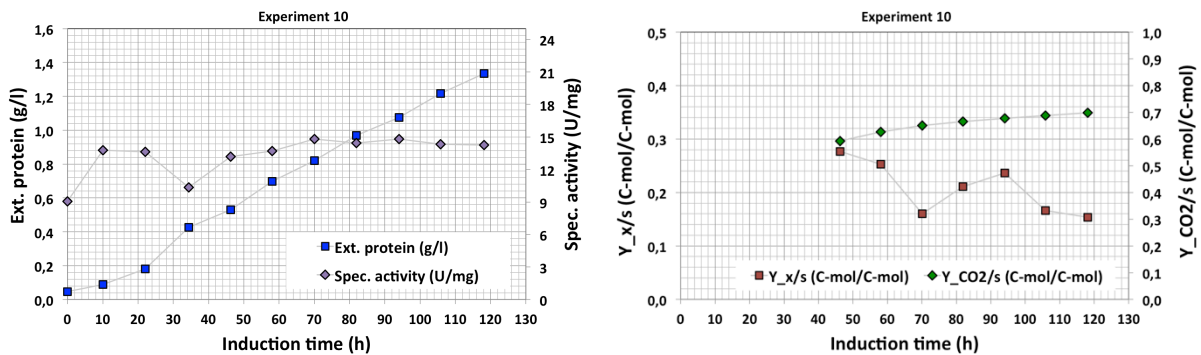 Experiment 10
Ext. protein (g/l)
1,6
1,4
1,2
1,0
0,8
0,6
0,4
0,2
0,0
24
21
18
15
12
9
6
3
0
Spec. activity (U/mg)
Ext. protein (g/l)
Spec. activity (U/mg)
0 10 20 30 40 50 60 70 80 90 100 110 120 130
Induction time (h)
Experiment 10
Y_x/s (C-mol/C-mol)
0,5
0,4
0,3
0,2
0,1
0,0
1,0
0,9
0,8
0,7
0,6
0,5
0,4
0,3
0,2
0,1
0,0
Y_CO2/s (C-mol/C-mol)
Y_x/s (C-mol/C-mol) Y_CO2/s (C-mol/C-mol)
0 10 20 30 40 50 60 70 80 90 100 110 120 130
Induction time (h)